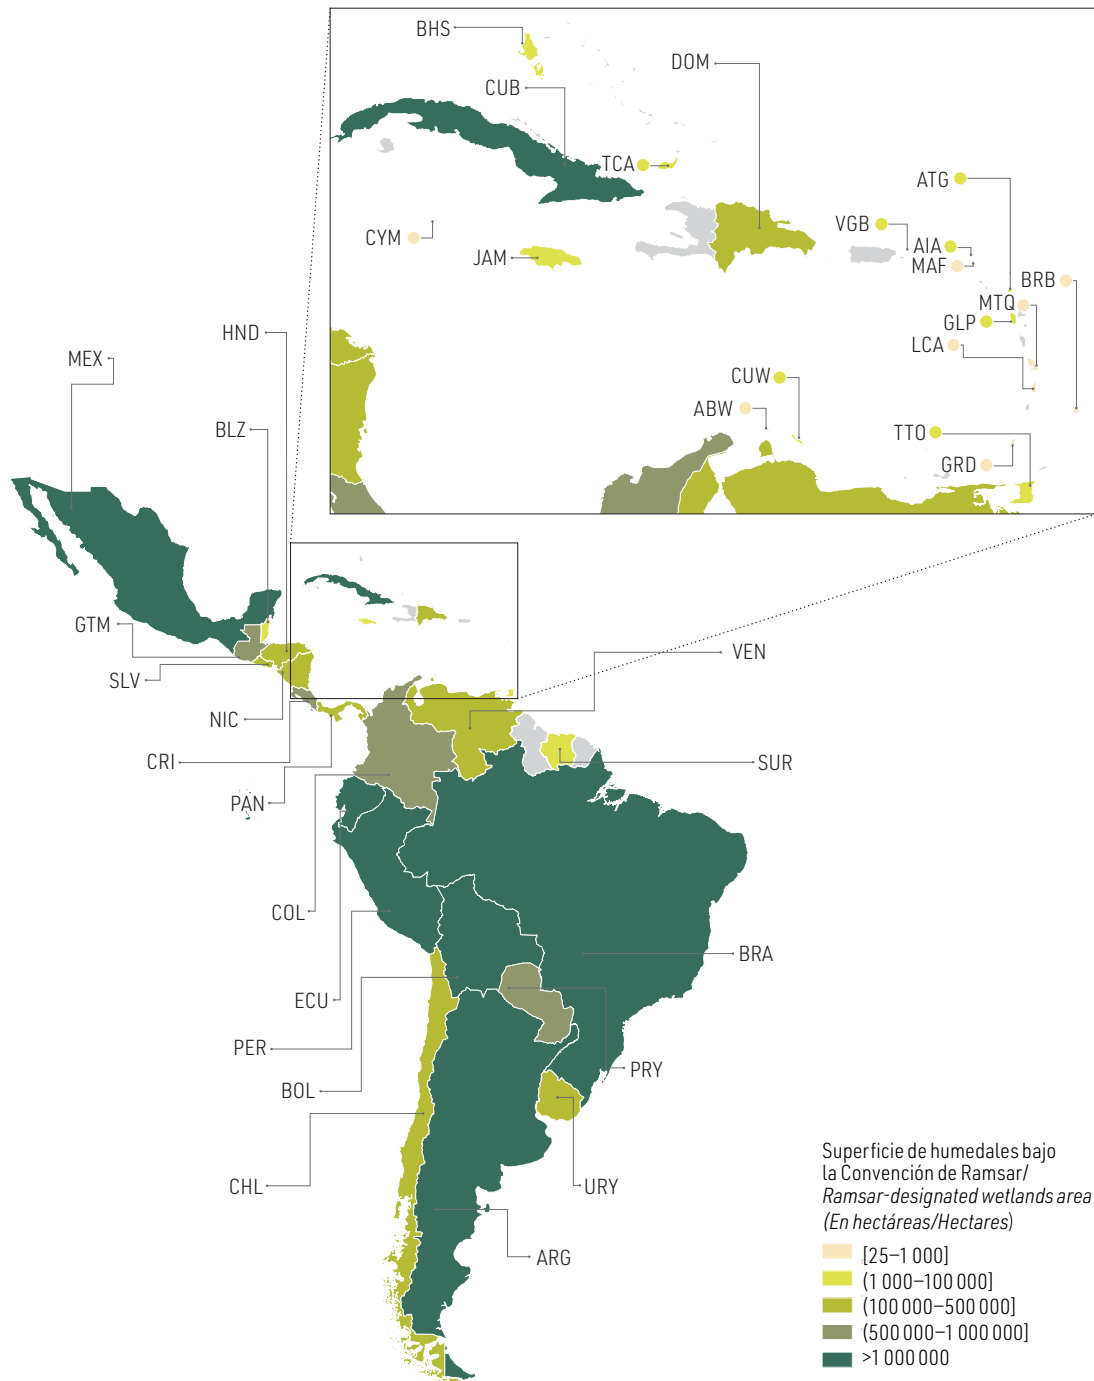 BHS
DOM
CUB
TCA
ATG
VGB
CYM
AIA
JAM
MAF
BRB
MTQ
GLP
HND
LCA
MEX
CUW
ABW
BLZ
TTO
GRD
GTM
VEN
SLV
NIC
CRI
SUR
PAN
COL
BRA
ECU
PER
PRY
BOL
CHL
URY
ARG
Superficie de humedales bajo
la Convención de Ramsar/
Ramsar-designated wetlands area
(En hectáreas/Hectares)
[25–1 000]
(1 000–100 000]
(100 000–500 000]
(500 000–1 000 000]
>1 000 000